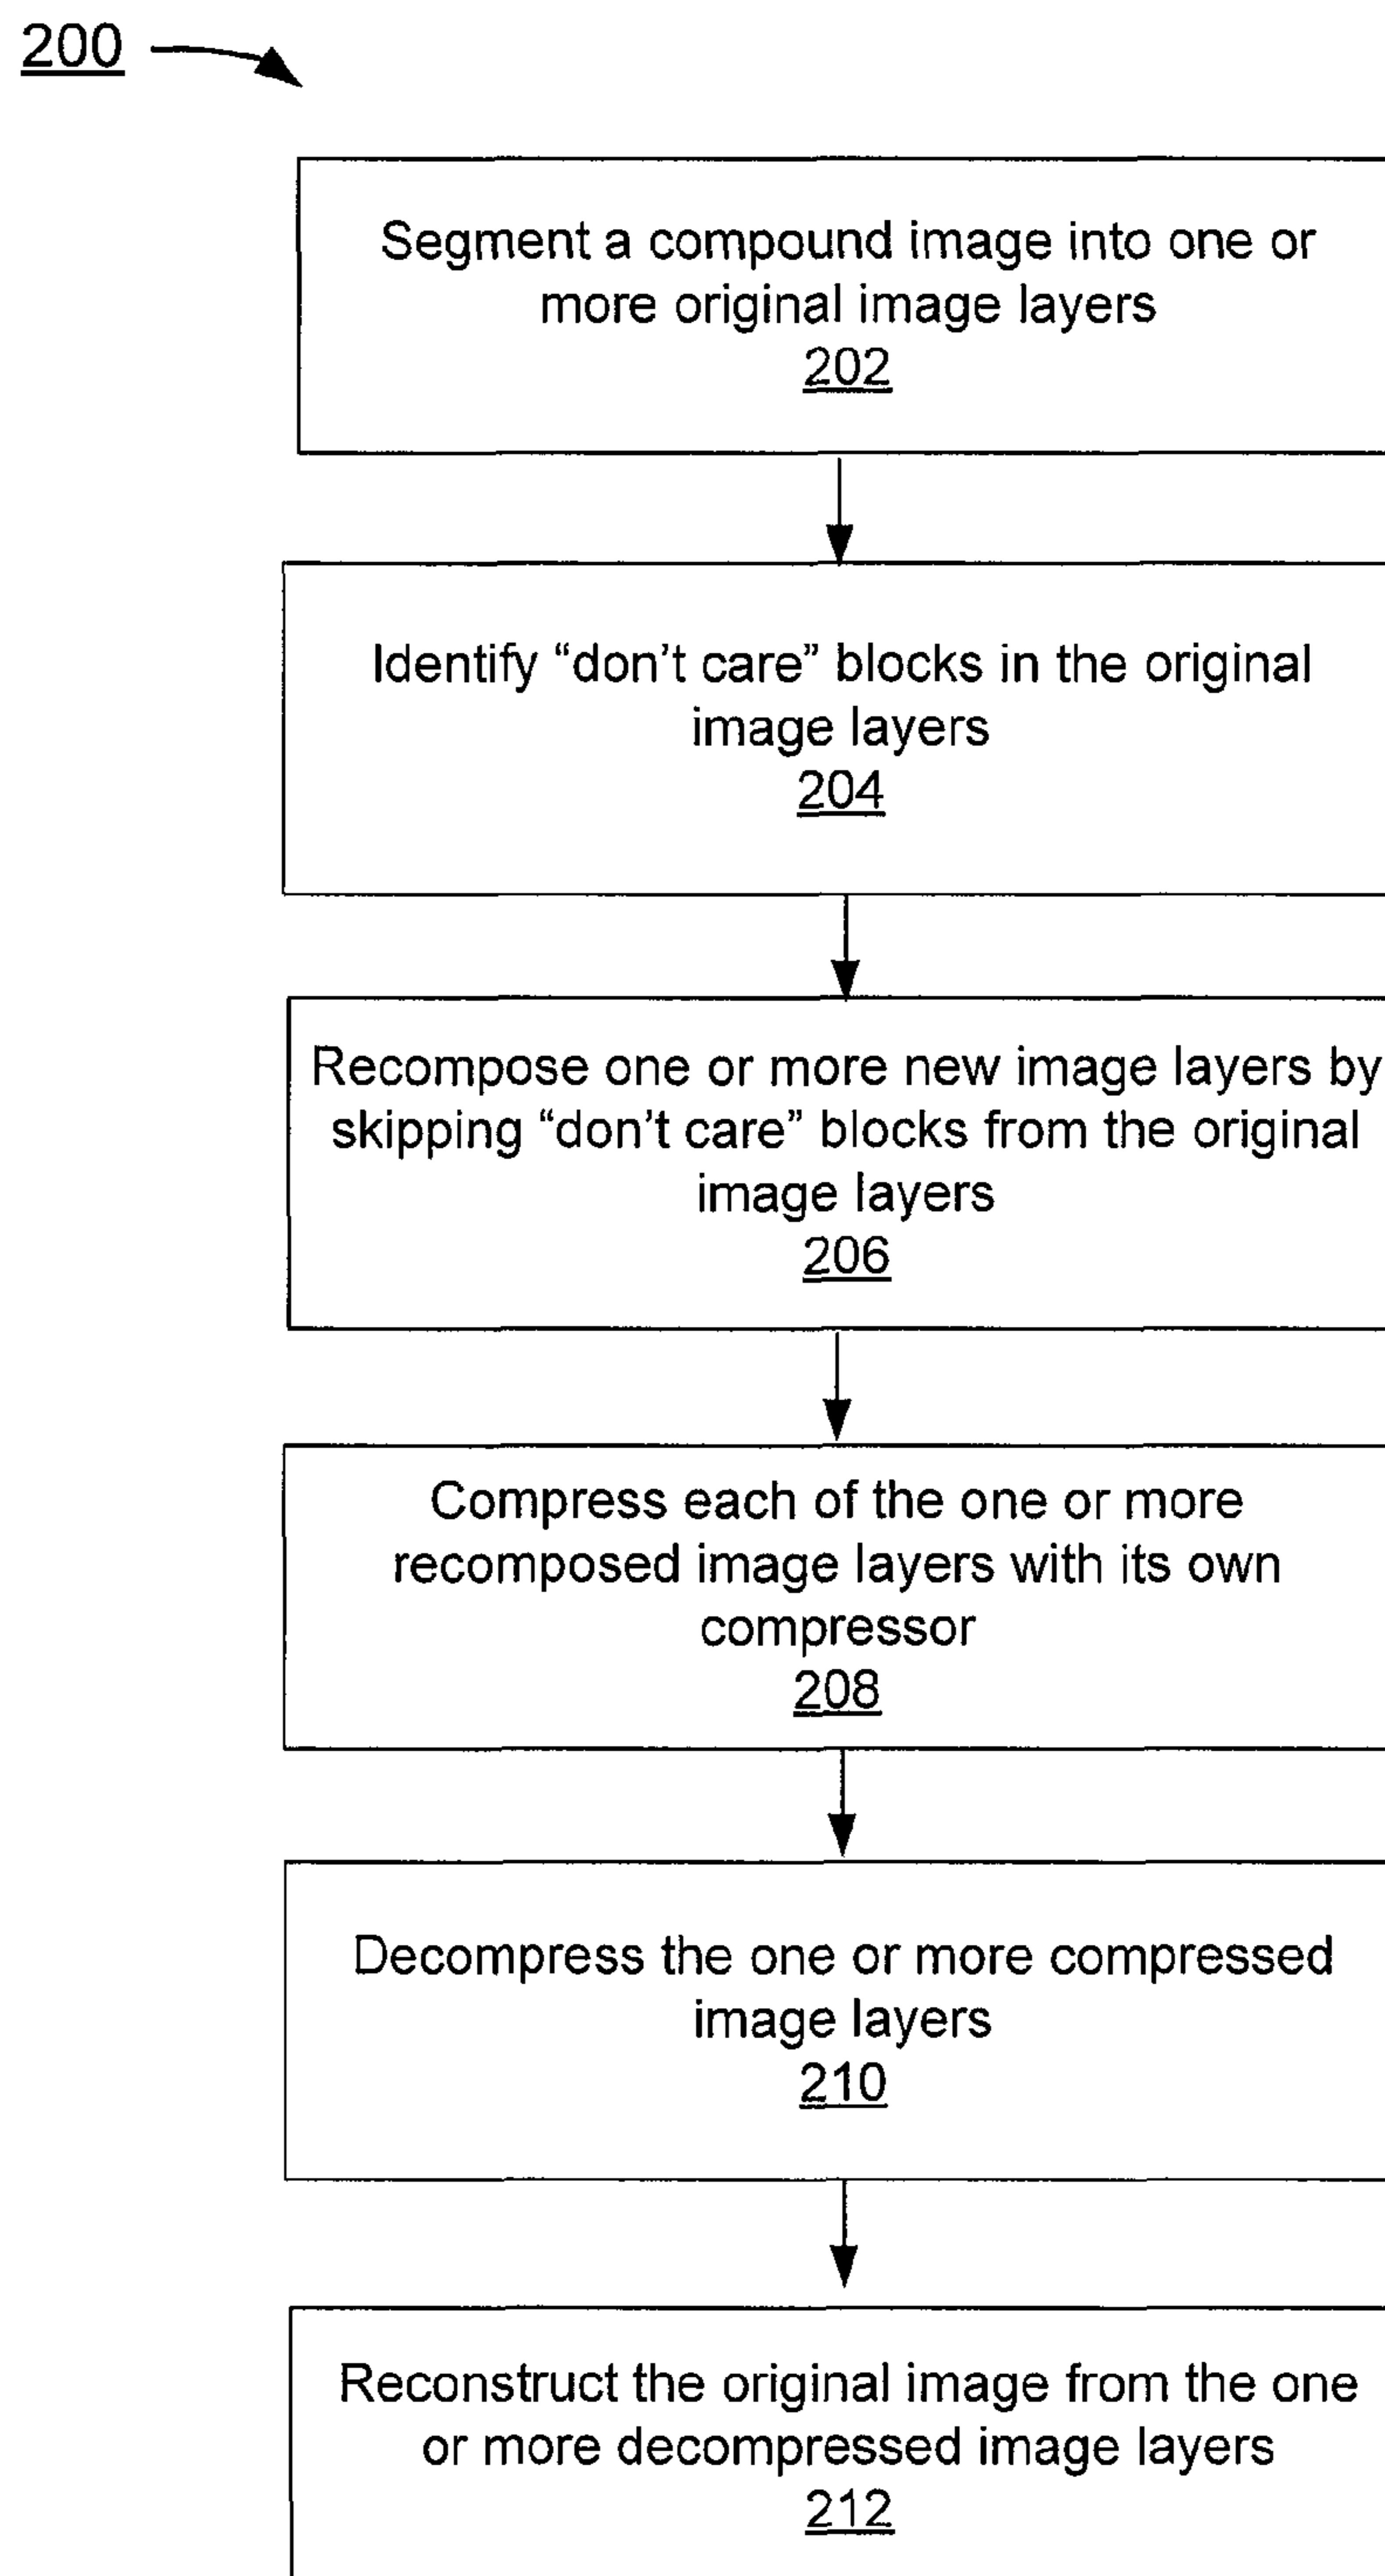 200
Segment a compound image into one or
more original image layers
202
Identify “don’t care” blocks in the original
image layers
204
Recompose one or more new image layers by
skipping “don’t care” blocks from the original
image layers
206
Compress each of the one or more
recomposed image layers with its own
compressor
208
Decompress the one or more compressed
image layers
210
Reconstruct the original image from the one
or more decompressed image layers
212